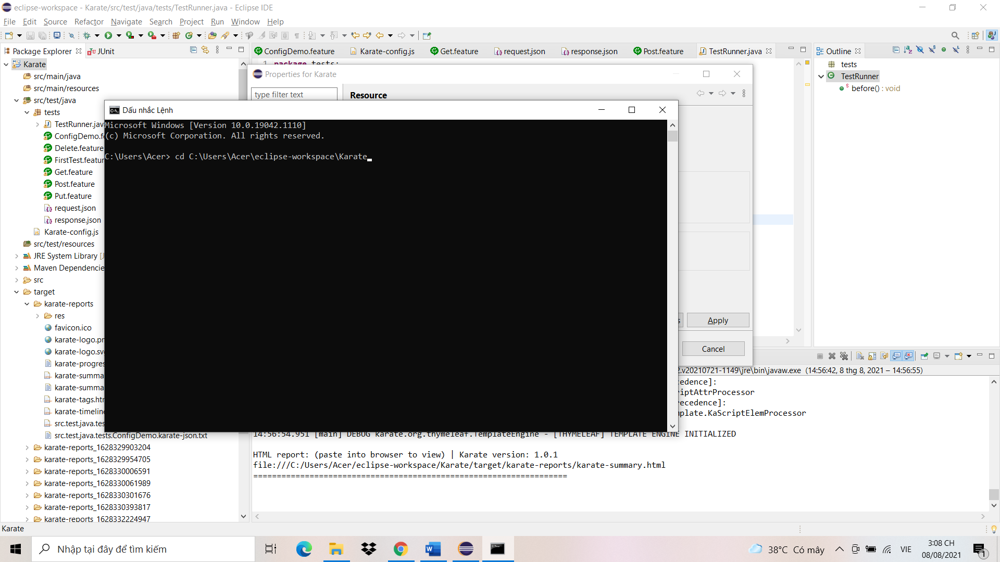 eclipse-workspace - Karate/src/test/java/tests/TestRunner.java - Eclipse IDE
File Edit Source Refactor Navigate Search Project Run Window Help
Package Explorer JUnit
ConfigDemo.feature Karate-config.js Get.feature request.json response.json Post.feature TestRunner.java
Outline
Karate
src/main/java
src/main/resources
src/test/java
tests
TestRunner.jav
ConfigDemo.f
Delete.feature
FirstTest.featur
Get.feature
Post.feature
Put.feature
request.json
response.json
Karate-config.js
src/test/resources
JRE System Library [J
Maven Dependencie
src
target
karate-reports
res
favicon.ico
karate-logo.pn
karate-logo.sv
karate-progres
karate-summa
karate-summa
karate-tags.htm
karate-timeline
src.test.java.tes
src.test.java.tests.ConfigDemo.karate-json.txt
karate-reports_1628329903204
karate-reports_1628329954705
karate-reports_1628330006591
karate-reports_1628330061989
karate-reports_1628330301676
karate-reports_1628330393817
karate-reports_1628332224947
1 package tests;
Properties for Karate
type filter text
Resource
Apply
Cancel
Dấu nhắc Lệnh
Microsoft Windows [Version 10.0.19042.1110]
(c) Microsoft Corporation. All rights reserved.
C:\Users\Acer> cd C:\Users\Acer\eclipse-workspace\Karate
tests
TestRunner
before() : void
2.v20210721-1149\jre\bin\javaw.exe (14:56:42, 8 thg 8, 2021 – 14:56:55)
cedence]:
riptAttrProcessor
recedence]:
mplate.KaScriptElemProcessor
14:56:54.951 [main] DEBUG karate.org.thymeleaf.TemplateEngine - [THYMELEAF] TEMPLATE ENGINE INITIALIZED
HTML report: (paste into browser to view) | Karate version: 1.0.1
file:///C:/Users/Acer/eclipse-workspace/Karate/target/karate-reports/karate-summary.html
===================================================================
Karate
Nhập tại đây để tìm kiếm
38°C Có mây
VIE
3:08 CH
08/08/2021
1